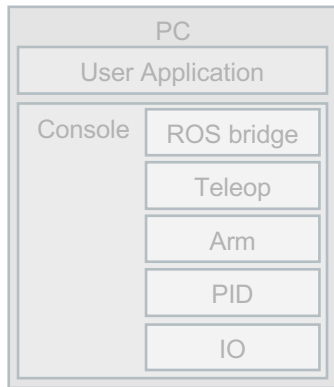 PC
User Application
Console
ROS bridge
Teleop
Arm
PID
IO